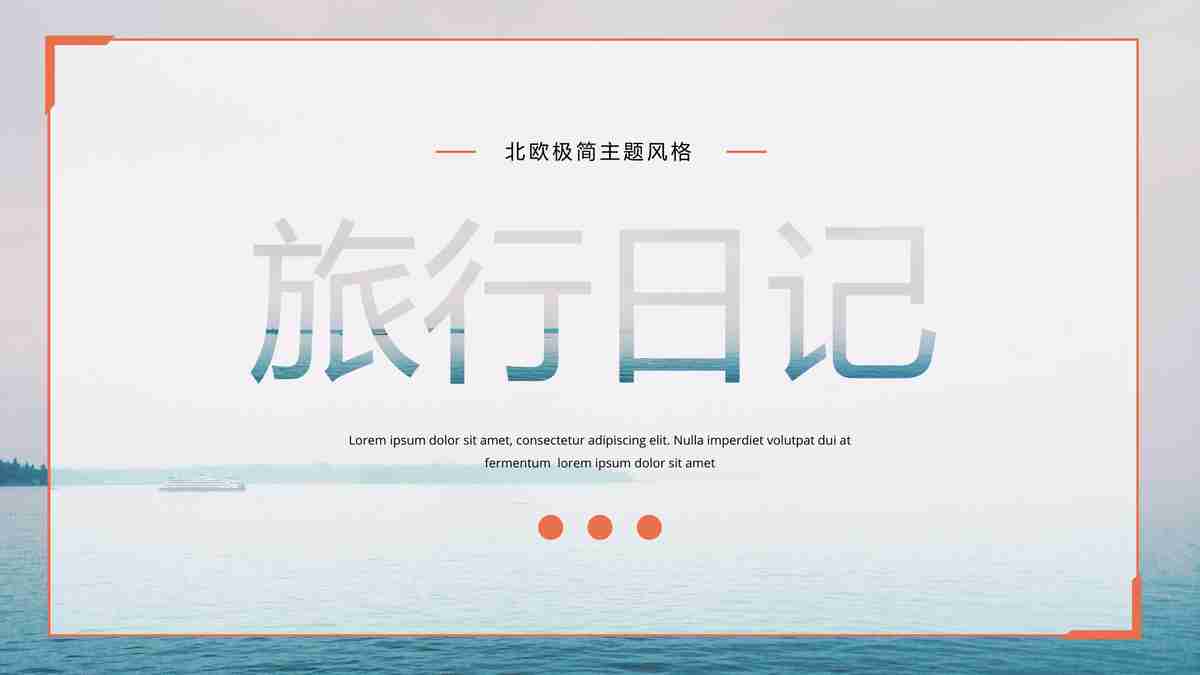 北欧极简主题风格
旅行日记
Lorem ipsum dolor sit amet, consectetur adipiscing elit. Nulla imperdiet volutpat dui at
fermentum  lorem ipsum dolor sit amet